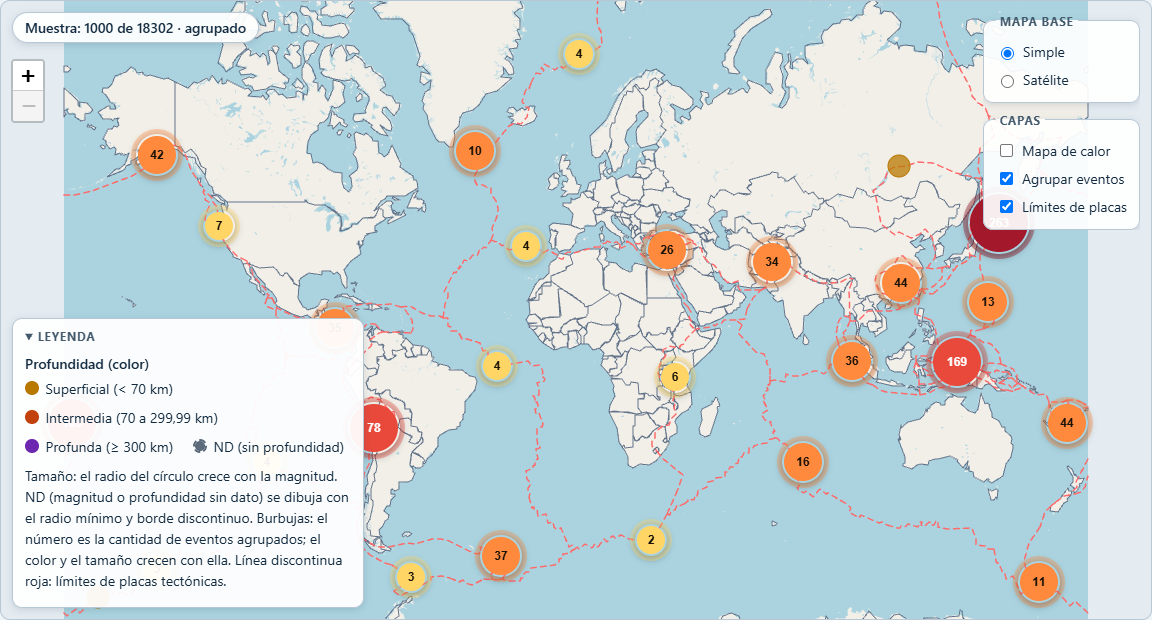 Muestra: 1000 de 18302 · agrupado
+
−
MAPA BASE
Simple
Satélite
CAPAS
Mapa de calor
Agrupar eventos
Límites de placas
4
42
10
7
4
26
34
44
13
36
169
4
6
78
44
16
37
2
3
11
▼ LEYENDA
Profundidad (color)
Superficial (< 70 km)
Intermedia (70 a 299,99 km)
Profunda (≥ 300 km)
ND (sin profundidad)
Tamaño: el radio del círculo crece con la magnitud.
ND (magnitud o profundidad sin dato) se dibuja con
el radio mínimo y borde discontinuo. Burbujas: el
número es la cantidad de eventos agrupados; el
color y el tamaño crecen con ella. Línea discontinua
roja: límites de placas tectónicas.